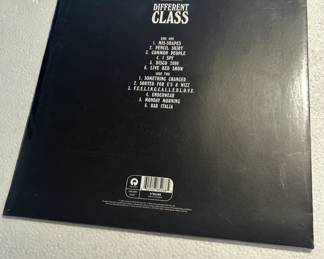 DIFFERENT
CLASS
SIDE ONE
1. MIS-SHAPES
2. PENCIL SKIRT
3. COMMON PEOPLE
4. I SPY
5. DISCO 2000
6. LIVE BED SHOW
SIDE TWO
1. SOMETHING CHANGED
2. SORTED FOR E'S & WIZZ
3. F.E.E.L.I.N.G.C.A.L.L.E.D.L.O.V.E.
4. UNDERWEAR
5. MONDAY MORNING
6. BAR ITALIA